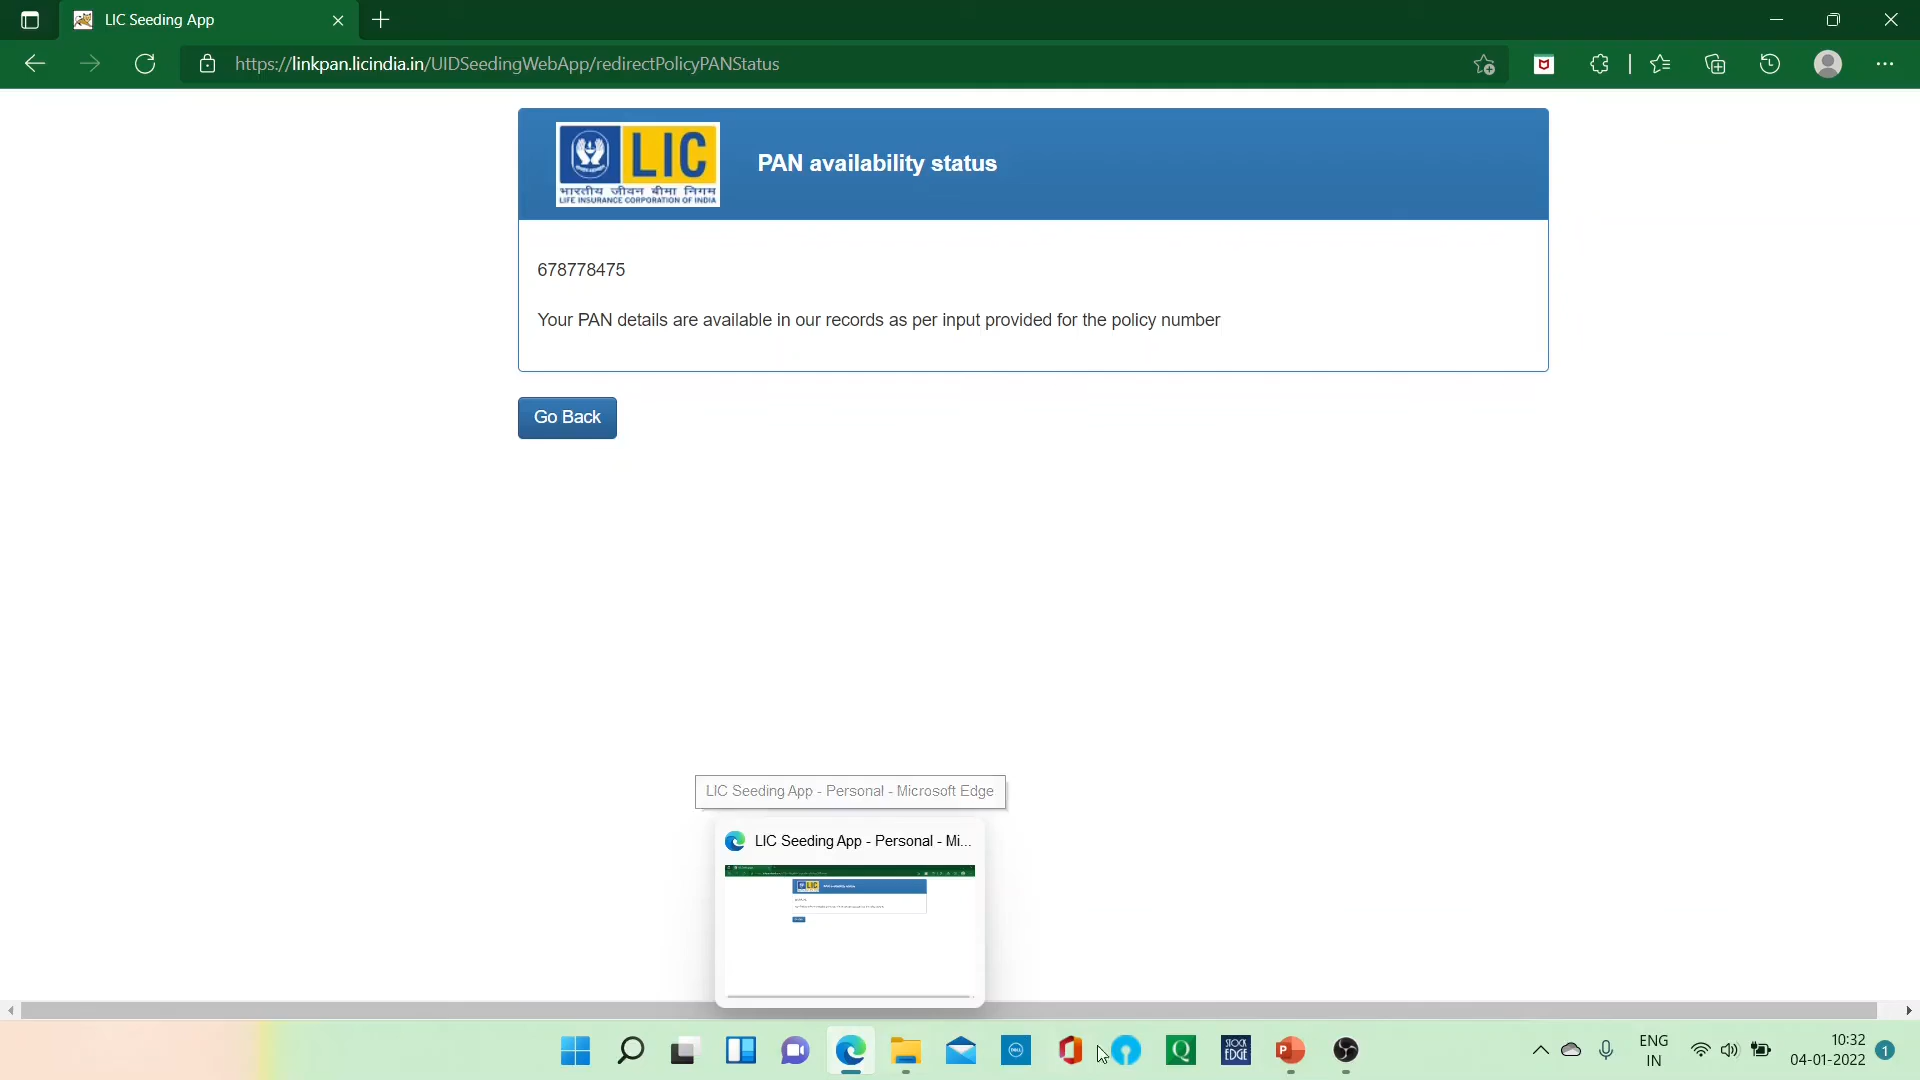 LIC Seeding App
https://linkpan.licindia.in/UIDSeedingWebApp/redirectPolicyPANStatus
LIC
भारतीय जीवन बीमा निगम
LIFE INSURANCE CORPORATION OF INDIA
PAN availability status
678778475
Your PAN details are available in our records as per input provided for the policy number
Go Back
LIC Seeding App - Personal - Microsoft Edge
LIC Seeding App - Personal - Mi...
STOCK
EDGE
ENG
IN
10:32
04-01-2022
1